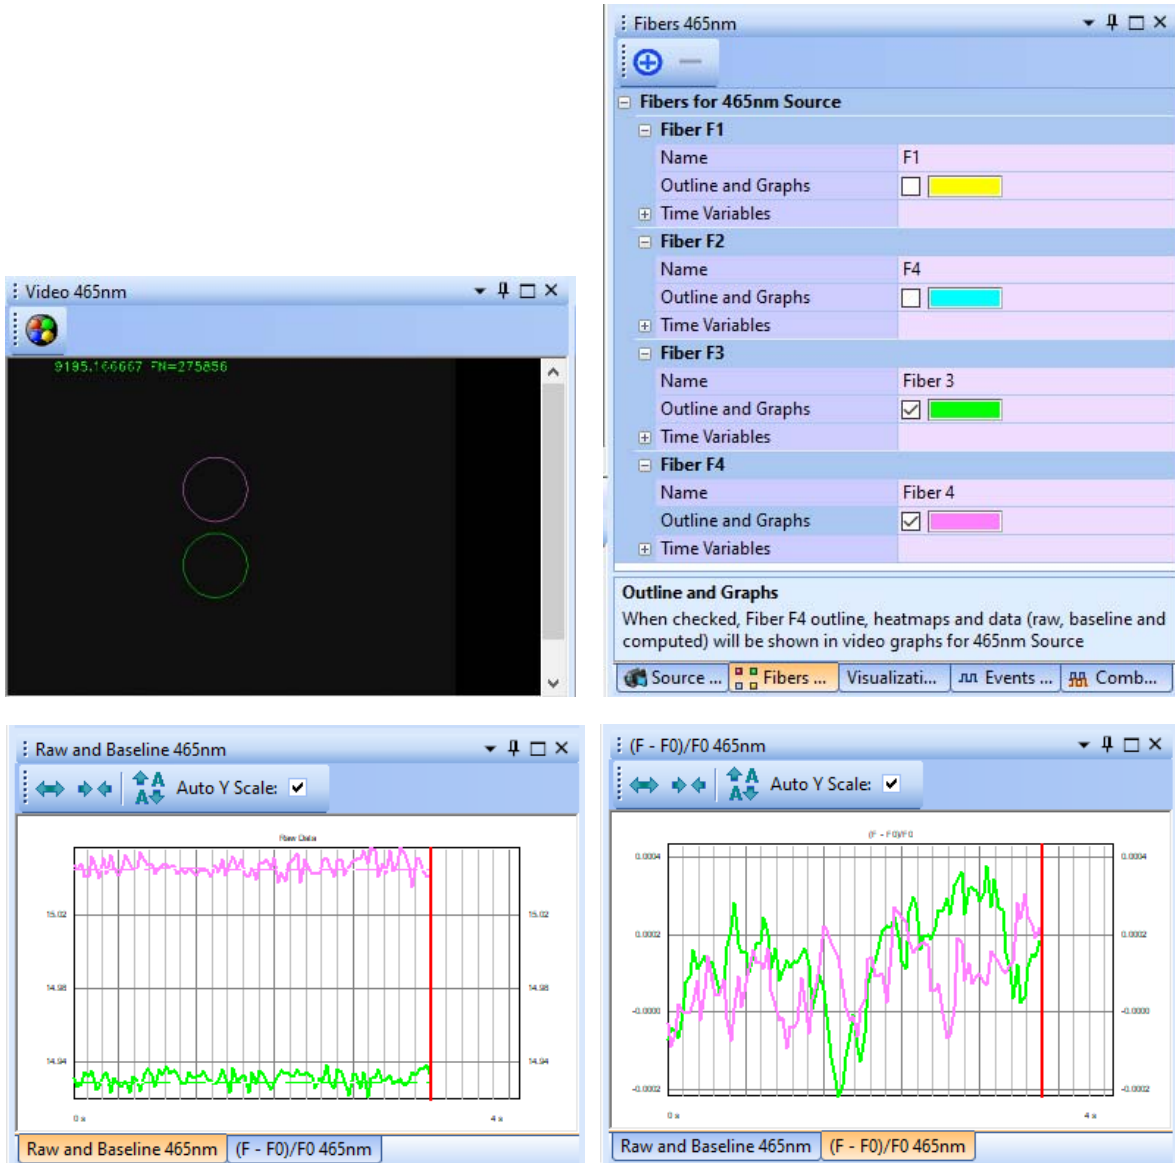 Fibers 465nm
Fibers for 465nm Source
Fiber F1
Name F1
Outline and Graphs
Time Variables
Fiber F2
Name F4
Outline and Graphs
Time Variables
Fiber F3
Name Fiber 3
Outline and Graphs
Time Variables
Fiber F4
Name Fiber 4
Outline and Graphs
Time Variables
Outline and Graphs
When checked, Fiber F4 outline, heatmaps and data (raw, baseline and
computed) will be shown in video graphs for 465nm Source
Source ... Fibers ... Visualizati... Events ... Comb...
Video 465nm
9195.166667 FN=275856
Raw and Baseline 465nm
A A Auto Y Scale:
Raw Data
15.02 15.02
14.98 14.98
14.94 14.94
0 s 4 s
Raw and Baseline 465nm (F - F0)/F0 465nm
(F - F0)/F0 465nm
A A Auto Y Scale:
(F - F0)/F0
0.0004 0.0004
0.0002 0.0002
-0.0000 -0.0000
-0.0002 -0.0002
0 s 4 s
Raw and Baseline 465nm (F - F0)/F0 465nm